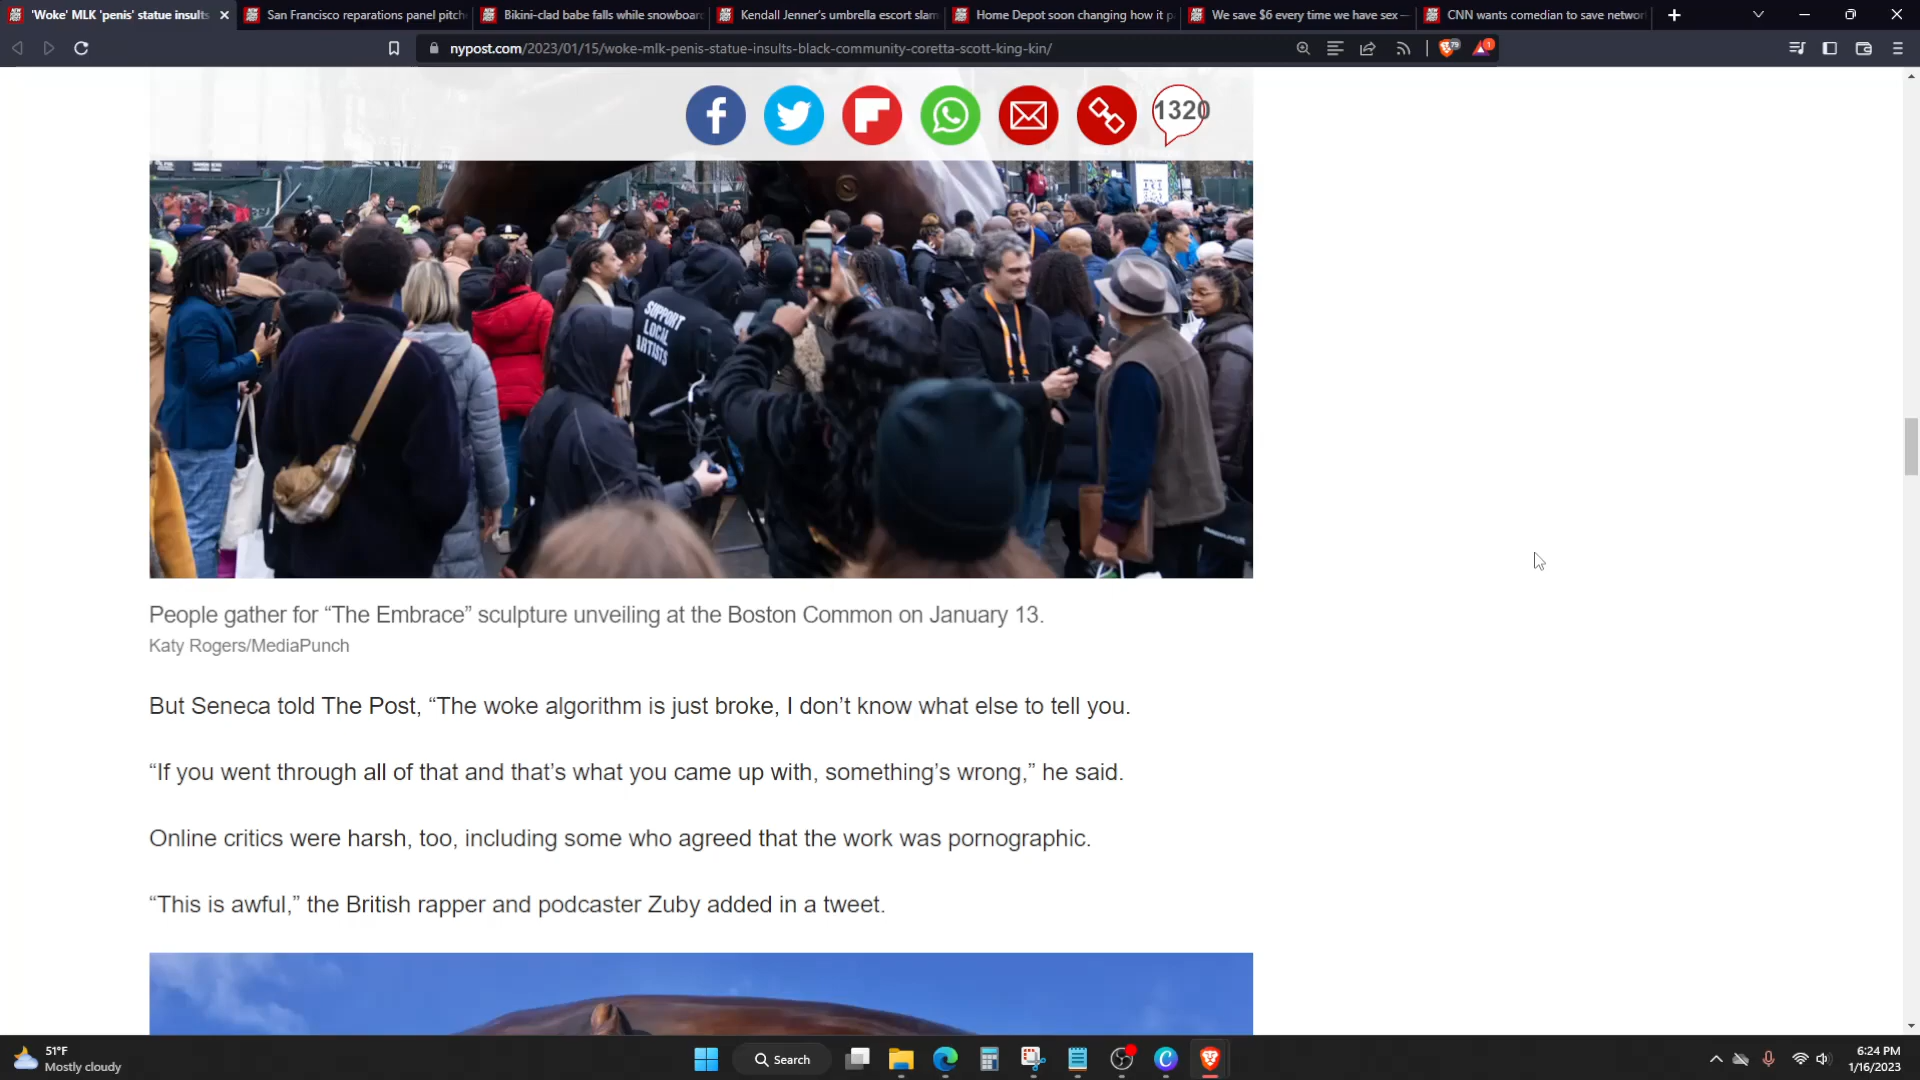 'Woke' MLK 'penis' statue insults
San Francisco reparations panel pitch
Bikini-clad babe falls while snowboar
Kendall Jenner's umbrella escort slam
Home Depot soon changing how it p
We save $6 every time we have sex —
CNN wants comedian to save networ
nypost.com/2023/01/15/woke-mlk-penis-statue-insults-black-community-coretta-scott-king-kin/
79
1
1320
SUPPORT
LOCAL
ARTISTS
People gather for “The Embrace” sculpture unveiling at the Boston Common on January 13.
Katy Rogers/MediaPunch
But Seneca told The Post, “The woke algorithm is just broke, I don’t know what else to tell you.
“If you went through all of that and that’s what you came up with, something’s wrong,” he said.
Online critics were harsh, too, including some who agreed that the work was pornographic.
“This is awful,” the British rapper and podcaster Zuby added in a tweet.
51°F
Mostly cloudy
Search
6:24 PM
1/16/2023